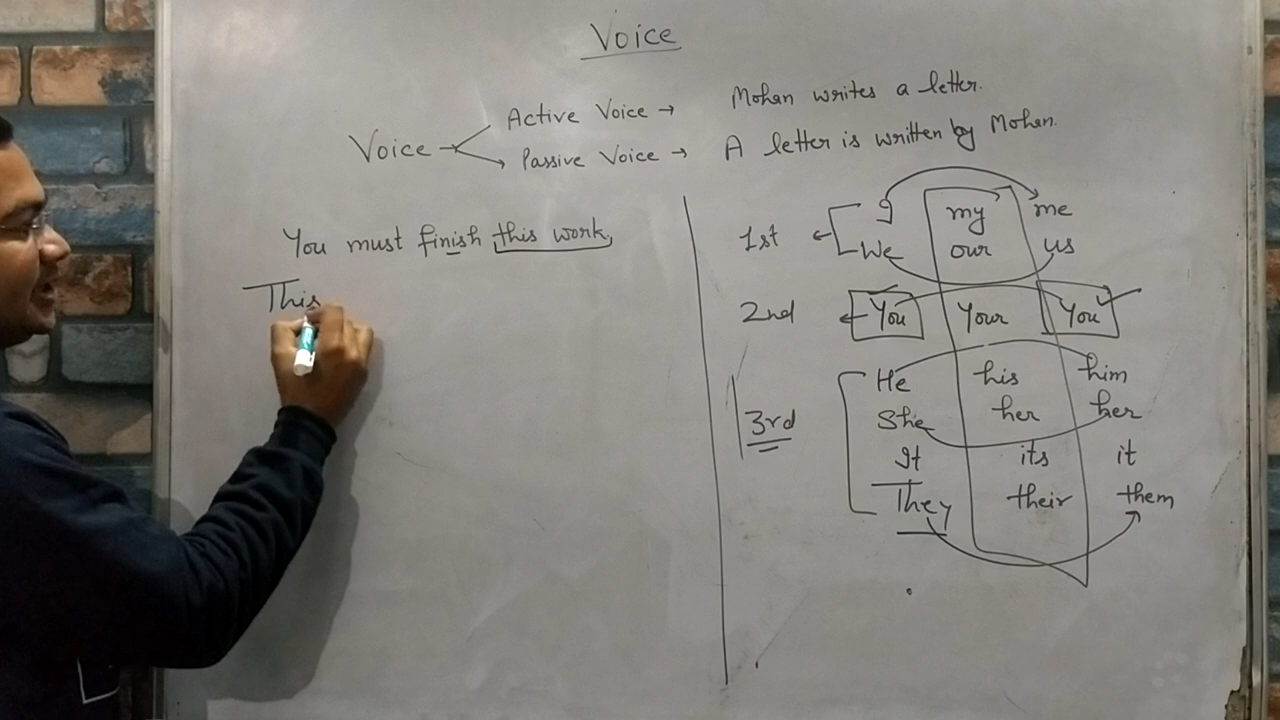 Voice
Voice → Active Voice → Mohan writes a letter.
→ Passive Voice → A letter is written by Mohan.
You must finish this work.
This
1st ← I my me
We our us
2nd ← You Your You
3rd He his him
She her her
It its it
They their them